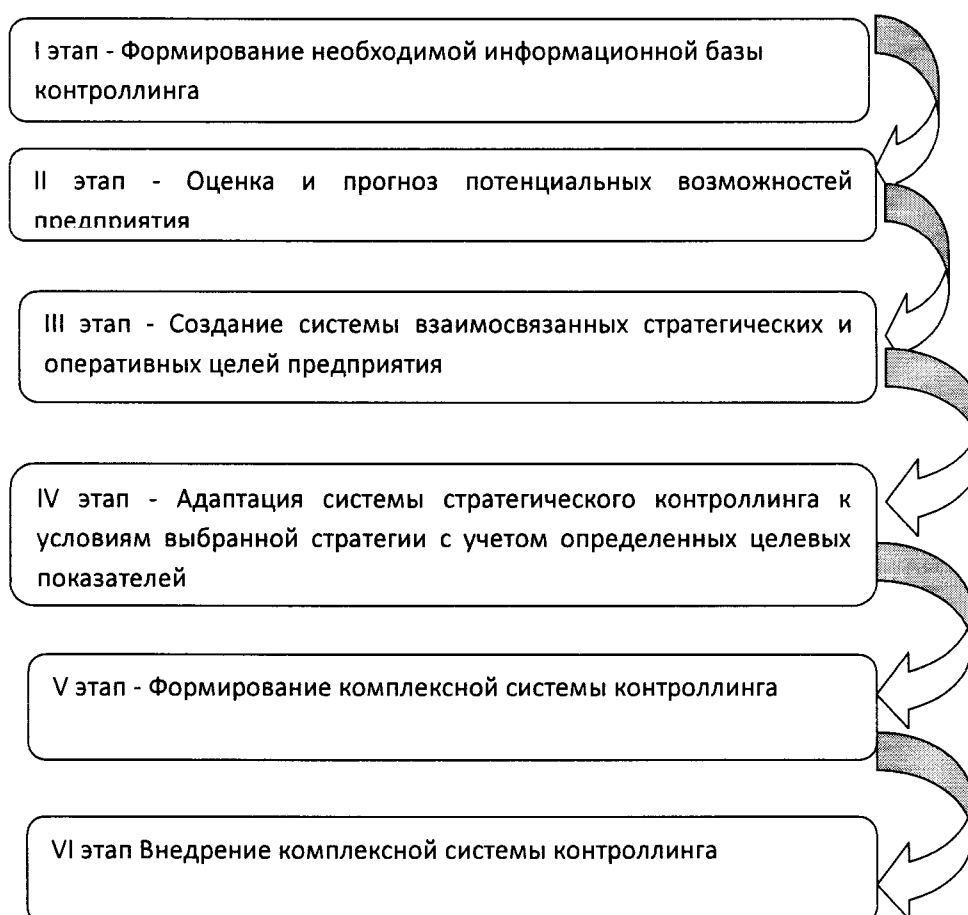 I этап - Формирование необходимой информационной базы
контроллинга
II этап - Оценка и прогноз потенциальных возможностей
предприятия
III этап - Создание системы взаимосвязанных стратегических и
оперативных целей предприятия
IV этап - Адаптация системы стратегического контроллинга к
условиям выбранной стратегии с учетом определенных целевых
показателей
V этап - Формирование комплексной системы контроллинга
VI этап Внедрение комплексной системы контроллинга